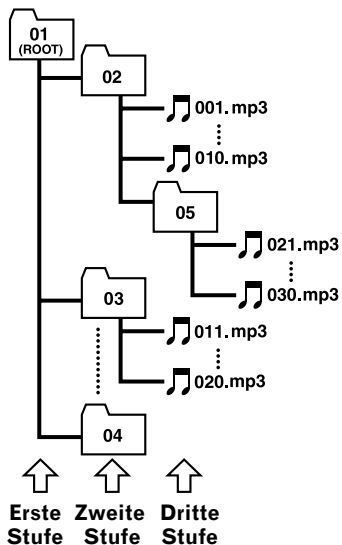 01
(ROOT)
02
001.mp3
010.mp3
05
021.mp3
030.mp3
03
011.mp3
020.mp3
04
Erste Zweite Dritte
Stufe Stufe Stufe